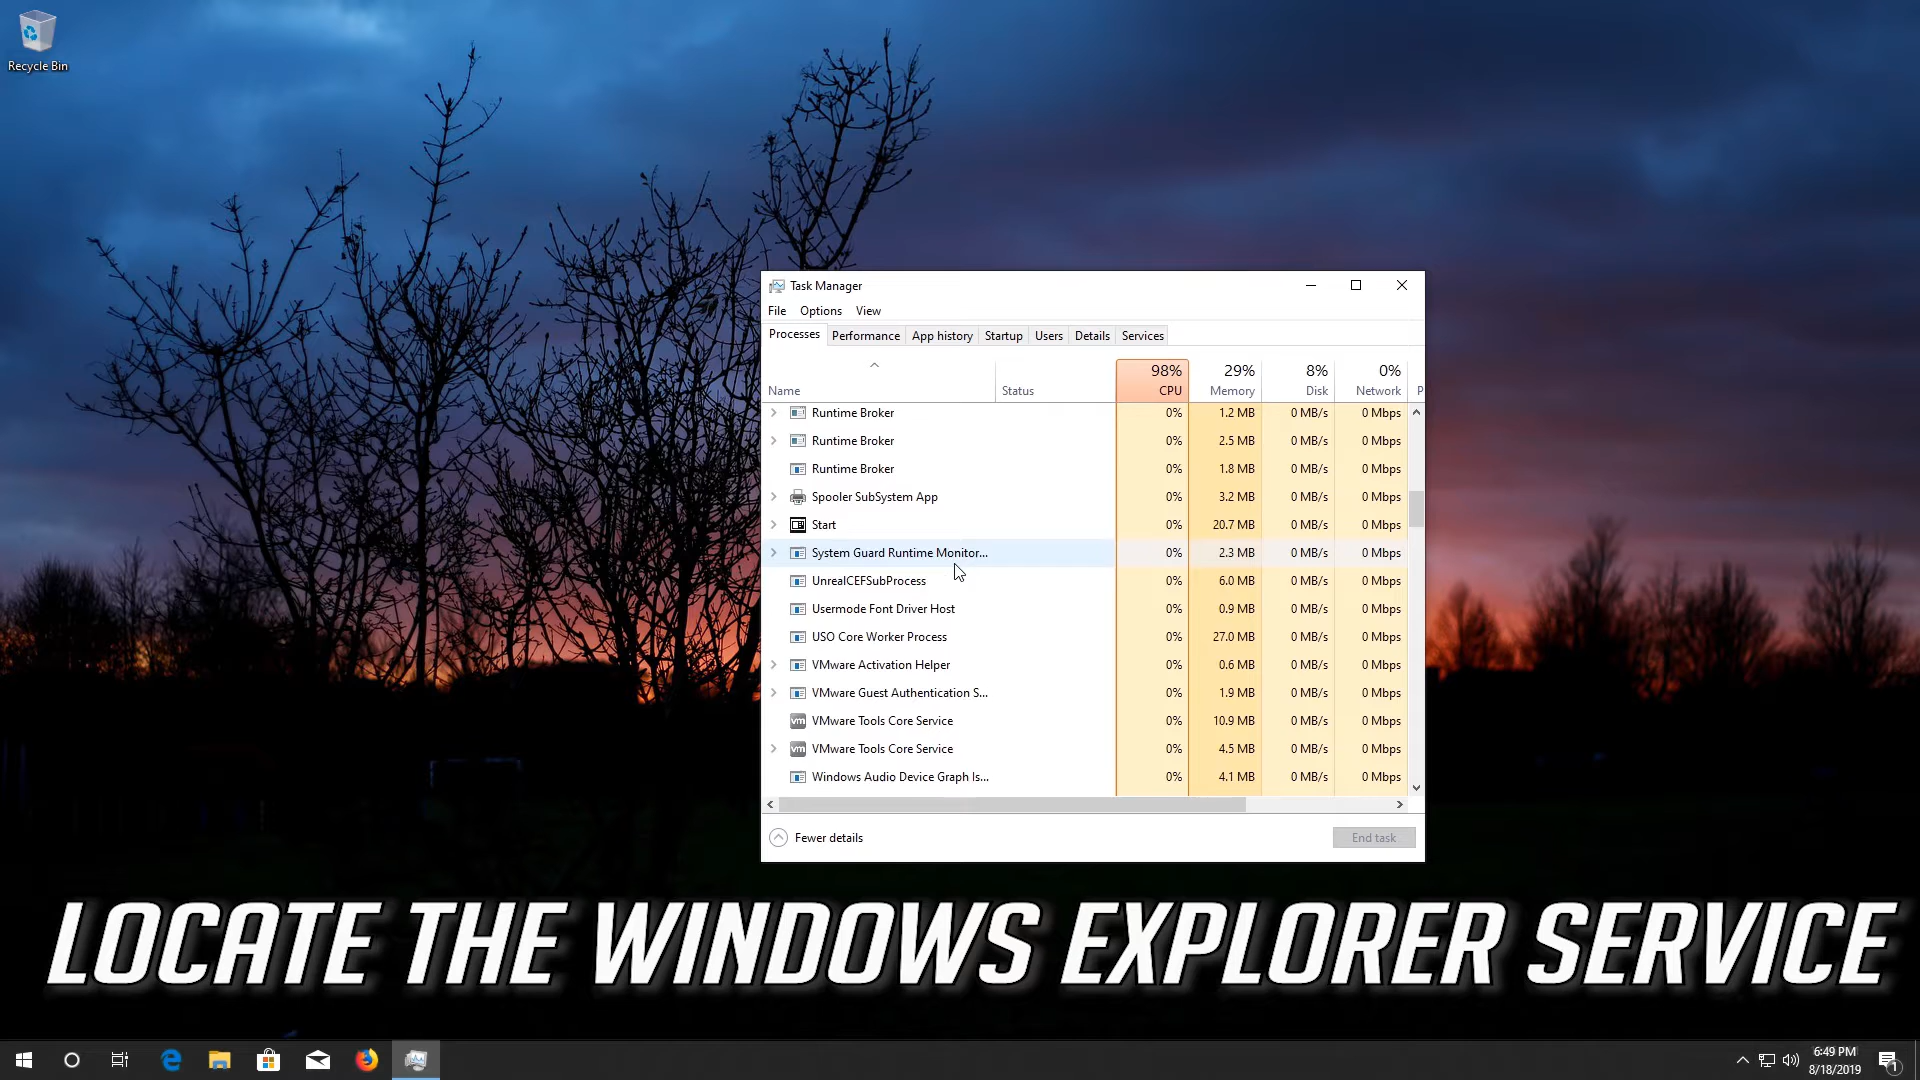 Recycle Bin
Task Manager
File Options View
Processes Performance App history Startup Users Details Services
98% 29% 8% 0%
Name Status CPU Memory Disk Network P
Runtime Broker 0% 1.2 MB 0 MB/s 0 Mbps
Runtime Broker 0% 2.5 MB 0 MB/s 0 Mbps
Runtime Broker 0% 1.8 MB 0 MB/s 0 Mbps
Spooler SubSystem App 0% 3.2 MB 0 MB/s 0 Mbps
Start 0% 20.7 MB 0 MB/s 0 Mbps
System Guard Runtime Monitor... 0% 2.3 MB 0 MB/s 0 Mbps
UnrealCEFSubProcess 0% 6.0 MB 0 MB/s 0 Mbps
Usermode Font Driver Host 0% 0.9 MB 0 MB/s 0 Mbps
USO Core Worker Process 0% 27.0 MB 0 MB/s 0 Mbps
VMware Activation Helper 0% 0.6 MB 0 MB/s 0 Mbps
VMware Guest Authentication S... 0% 1.9 MB 0 MB/s 0 Mbps
vm VMware Tools Core Service 0% 10.9 MB 0 MB/s 0 Mbps
vm VMware Tools Core Service 0% 4.5 MB 0 MB/s 0 Mbps
Windows Audio Device Graph Is... 0% 4.1 MB 0 MB/s 0 Mbps
Fewer details End task
LOCATE THE WINDOWS EXPLORER SERVICE
6:49 PM
8/18/2019
1